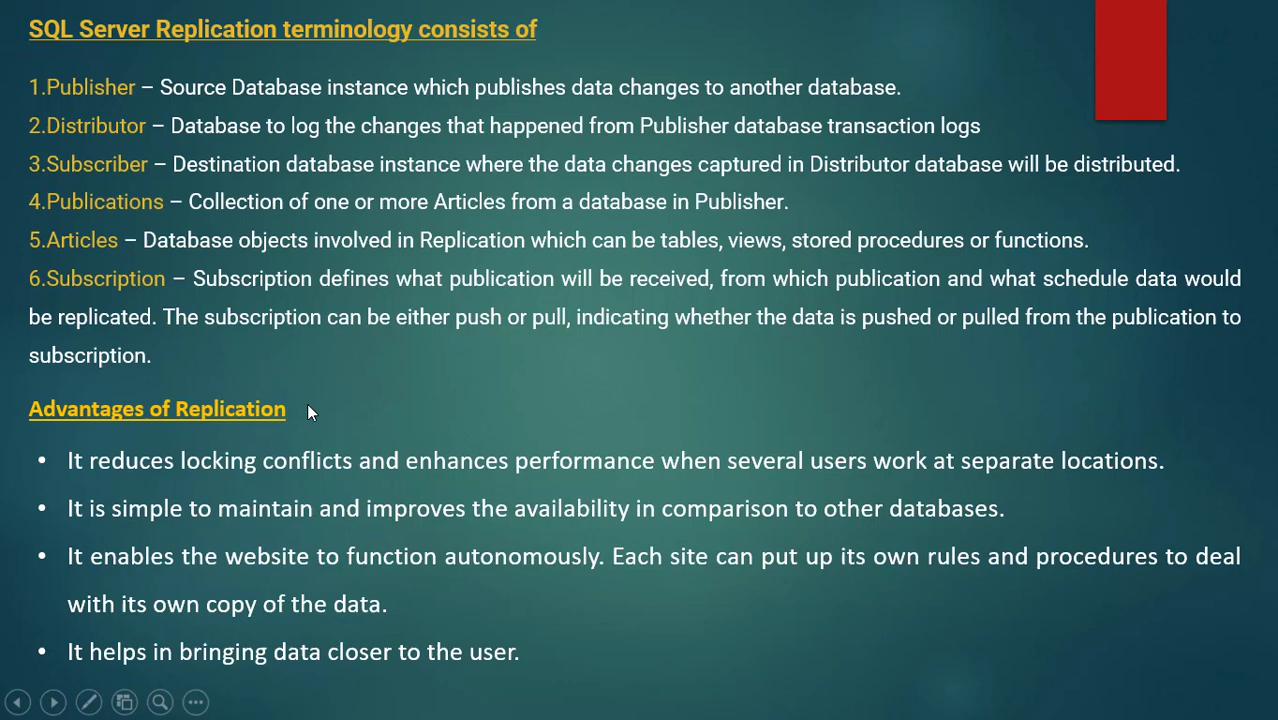 SQL Server Replication terminology consists of
1.Publisher – Source Database instance which publishes data changes to another database.
2.Distributor – Database to log the changes that happened from Publisher database transaction logs
3.Subscriber – Destination database instance where the data changes captured in Distributor database will be distributed.
4.Publications – Collection of one or more Articles from a database in Publisher.
5.Articles – Database objects involved in Replication which can be tables, views, stored procedures or functions.
6.Subscription – Subscription defines what publication will be received, from which publication and what schedule data would
be replicated. The subscription can be either push or pull, indicating whether the data is pushed or pulled from the publication to
subscription.
Advantages of Replication
• It reduces locking conflicts and enhances performance when several users work at separate locations.
• It is simple to maintain and improves the availability in comparison to other databases.
• It enables the website to function autonomously. Each site can put up its own rules and procedures to deal
with its own copy of the data.
• It helps in bringing data closer to the user.